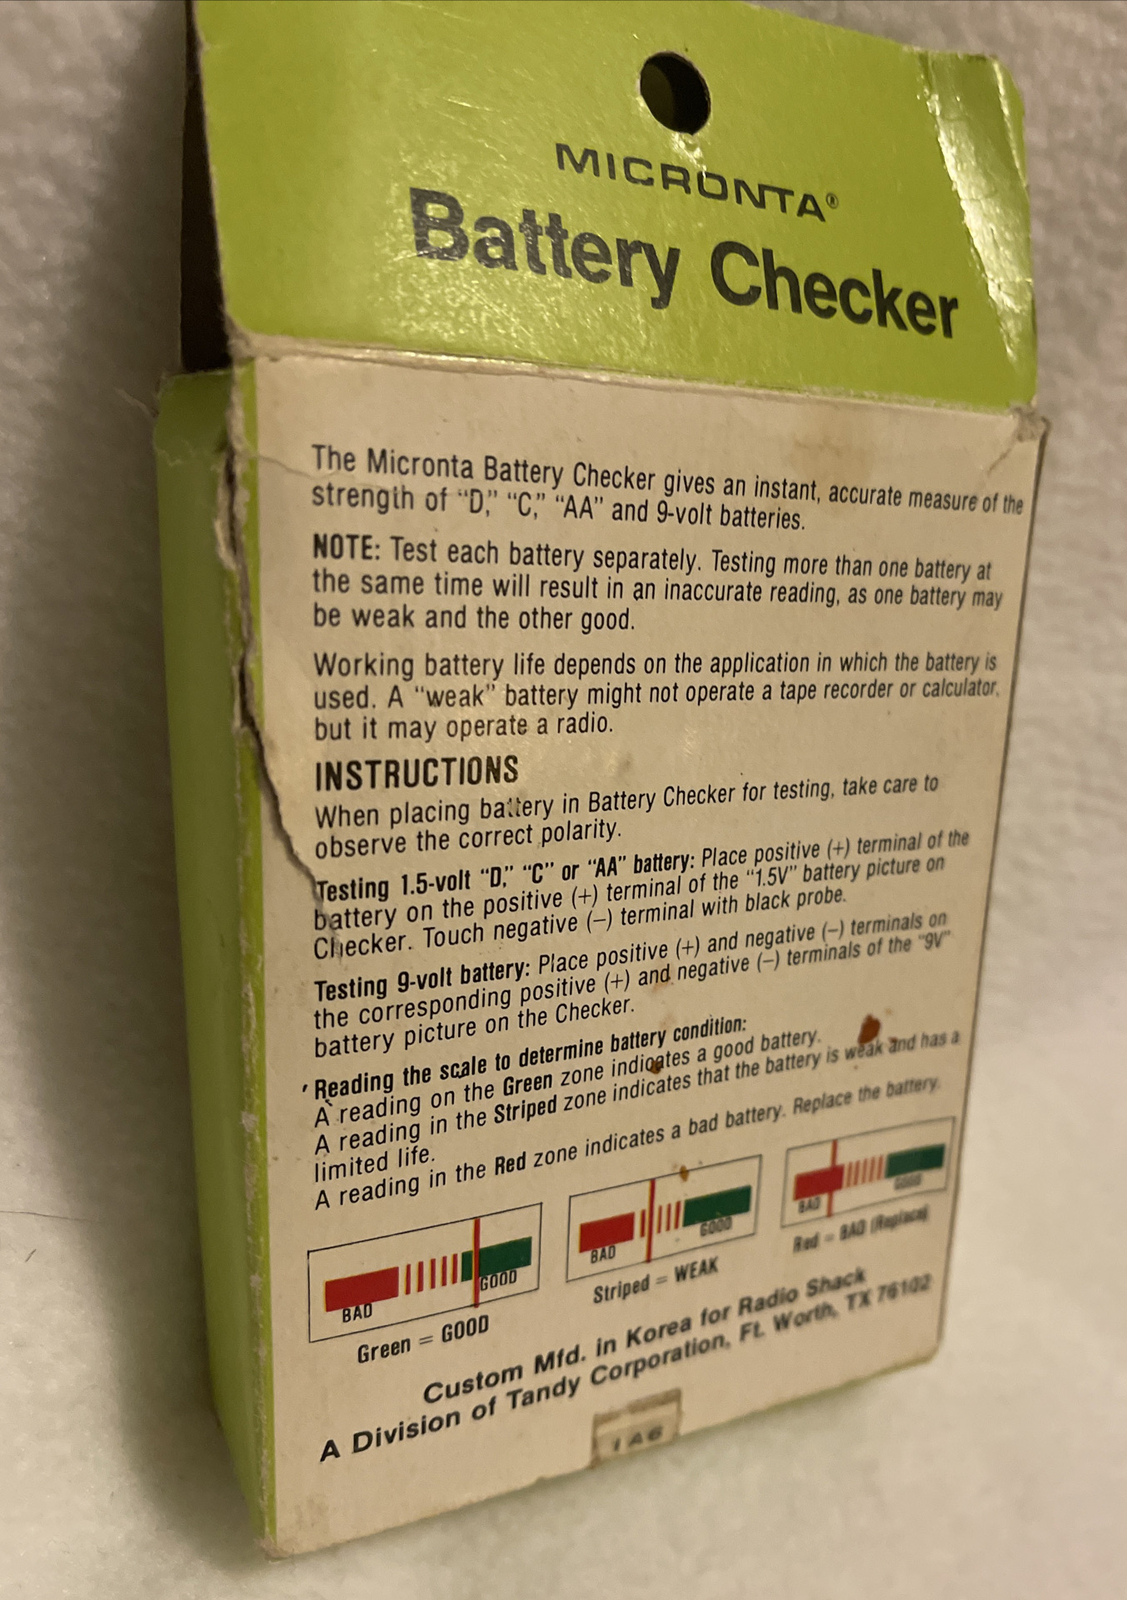 MICRONTA®
Battery Checker
The Micronta Battery Checker gives an instant, accurate measure of the
strength of “D,” “C,” “AA” and 9-volt batteries.
NOTE: Test each battery separately. Testing more than one battery at
the same time will result in an inaccurate reading, as one battery may
be weak and the other good.
Working battery life depends on the application in which the battery is
used. A “weak” battery might not operate a tape recorder or calculator,
but it may operate a radio.
INSTRUCTIONS
When placing battery in Battery Checker for testing, take care to
observe the correct polarity.
Testing 1.5-volt “D,” “C” or “AA” battery: Place positive (+) terminal of the
battery on the positive (+) terminal of the “1.5V” battery picture on
Checker. Touch negative (−) terminal with black probe.
Testing 9-volt battery: Place positive (+) and negative (−) terminals on
the corresponding positive (+) and negative (−) terminals of the “9V”
battery picture on the Checker.
Reading the scale to determine battery condition:
A reading on the Green zone indicates a good battery.
A reading in the Striped zone indicates that the battery is weak and has a
limited life.
A reading in the Red zone indicates a bad battery. Replace the battery.
BAD GOOD
Green = GOOD
BAD GOOD
Striped = WEAK
BAD GOOD
Red = BAD (Replace)
Custom Mfd. in Korea for Radio Shack
A Division of Tandy Corporation, Ft. Worth, TX 76102
1A6